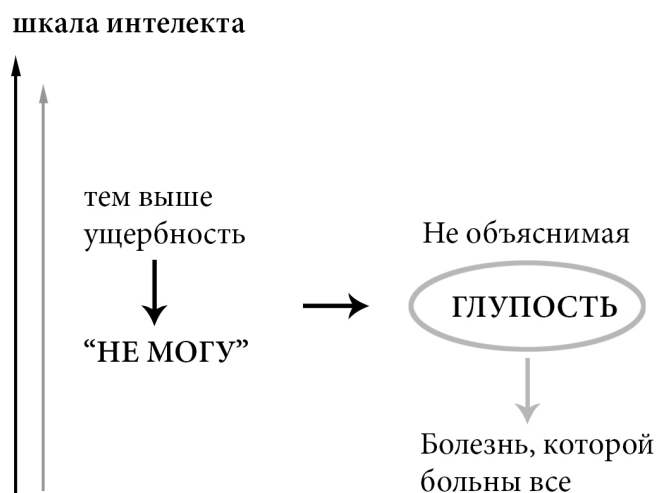 шкала интелекта
тем выше
ущербность
“НЕ МОГУ”
Не объяснимая
ГЛУПОСТЬ
Болезнь, которой
больны все